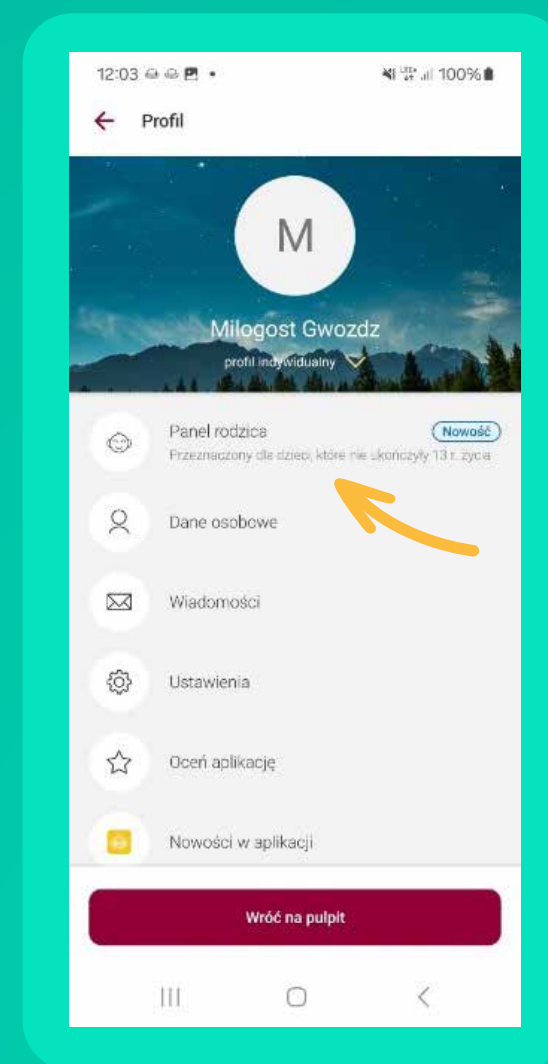 12:03
100%
Profil
M
Milogost Gwozdz
profil indywidualny
Panel rodzica
Nowość
Przeznaczony dla dzieci, które nie ukończyły 13 r. życia
Dane osobowe
Wiadomości
Ustawienia
Oceń aplikację
Nowości w aplikacji
Wróć na pulpit